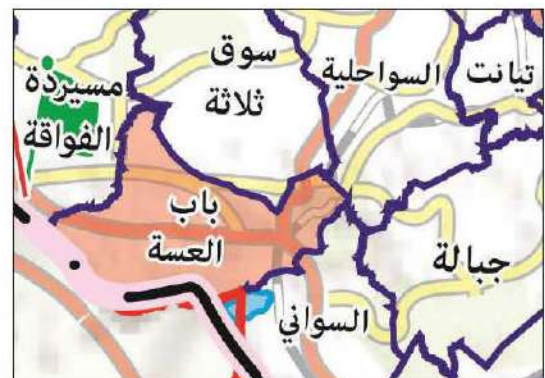 سوق
ثلاثة
السواحلية
تيانت
مسيردة
الفواقة
باب
العسة
جبالة
السواني